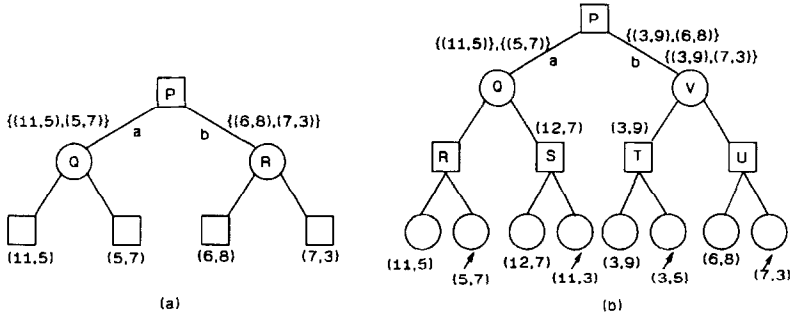 P
{(11,5),(5,7)}
{(6,8),(7,3)}
a
b
Q
R
(11,5)
(5,7)
(6,8)
(7,3)
(a)
P
{(11,5)},{(5,7)}
{(3,9),(6,8)}
{(3,9),(7,3)}
a
b
Q
V
(12,7)
(3,9)
R
S
T
U
(11,5)
(5,7)
(12,7)
(11,3)
(3,9)
(3,5)
(6,8)
(7,3)
(b)